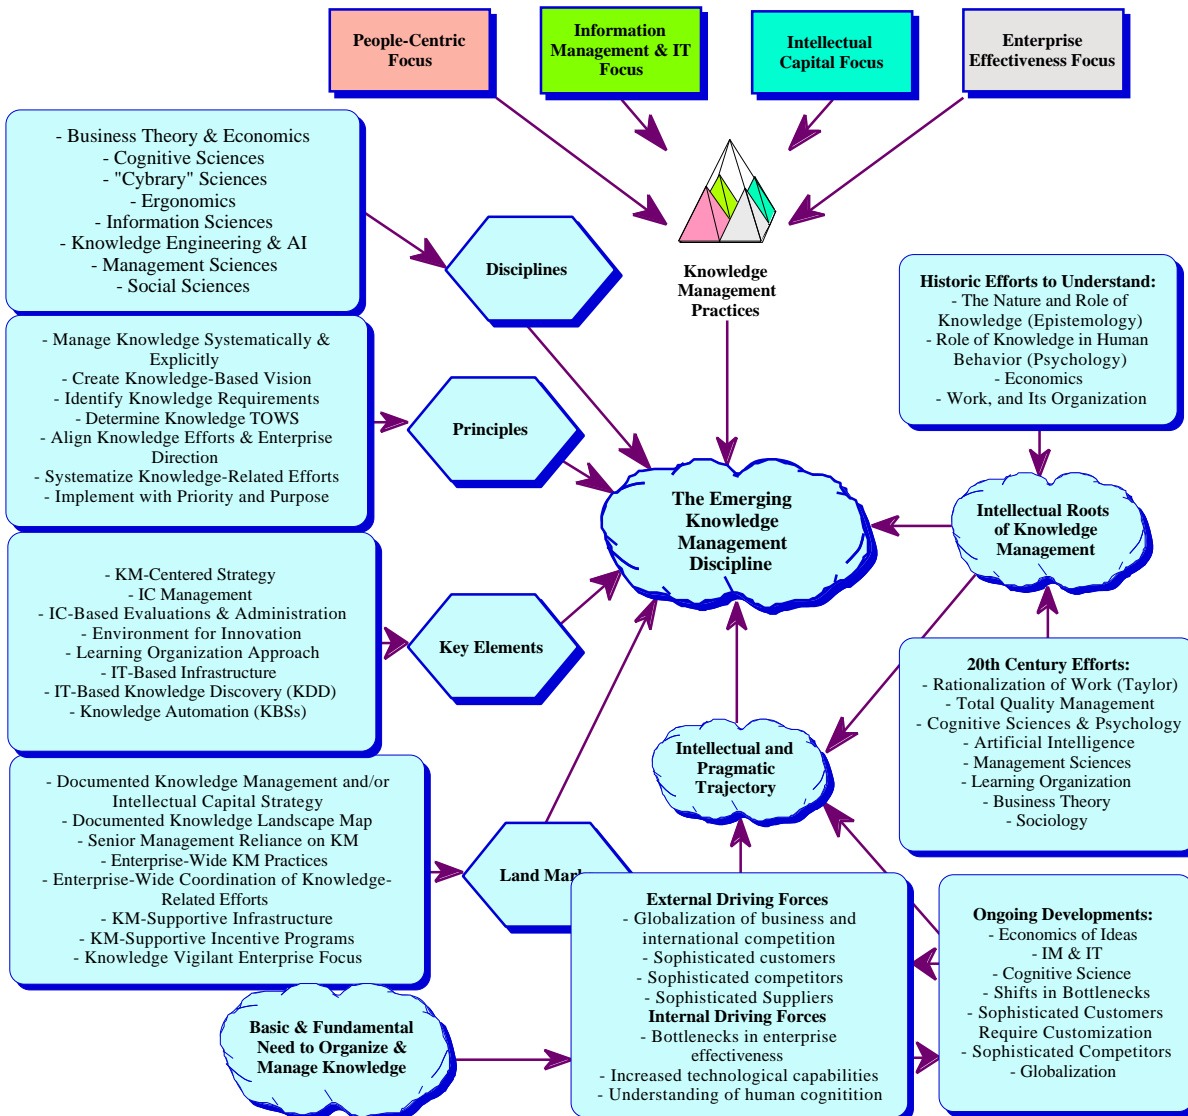 People-Centric
Focus
Information
Management & IT
Focus
Intellectual
Capital Focus
Enterprise
Effectiveness Focus
- Business Theory & Economics
- Cognitive Sciences
- "Cybrary" Sciences
- Ergonomics
- Information Sciences
- Knowledge Engineering & AI
- Management Sciences
- Social Sciences
Disciplines
Knowledge
Management
Practices
Historic Efforts to Understand:
- The Nature and Role of
Knowledge (Epistemology)
- Role of Knowledge in Human
Behavior (Psychology)
- Economics
- Work, and Its Organization
- Manage Knowledge Systematically &
Explicitly
- Create Knowledge-Based Vision
- Identify Knowledge Requirements
- Determine Knowledge TOWS
- Align Knowledge Efforts & Enterprise
Direction
- Systematize Knowledge-Related Efforts
- Implement with Priority and Purpose
Principles
The Emerging
Knowledge
Management
Discipline
Intellectual Roots
of Knowledge
Management
- KM-Centered Strategy
- IC Management
- IC-Based Evaluations & Administration
- Environment for Innovation
- Learning Organization Approach
- IT-Based Infrastructure
- IT-Based Knowledge Discovery (KDD)
- Knowledge Automation (KBSs)
Key Elements
20th Century Efforts:
- Rationalization of Work (Taylor)
- Total Quality Management
- Cognitive Sciences & Psychology
- Artificial Intelligence
- Management Sciences
- Learning Organization
- Business Theory
- Sociology
Intellectual and
Pragmatic
Trajectory
- Documented Knowledge Management and/or
Intellectual Capital Strategy
- Documented Knowledge Landscape Map
- Senior Management Reliance on KM
- Enterprise-Wide KM Practices
- Enterprise-Wide Coordination of Knowledge-
Related Efforts
- KM-Supportive Infrastructure
- KM-Supportive Incentive Programs
- Knowledge Vigilant Enterprise Focus
Land Mark
External Driving Forces
- Globalization of business and
international competition
- Sophisticated customers
- Sophisticated competitors
- Sophisticated Suppliers
Internal Driving Forces
- Bottlenecks in enterprise
effectiveness
- Increased technological capabilities
- Understanding of human cognitition
Ongoing Developments:
- Economics of Ideas
- IM & IT
- Cognitive Science
- Shifts in Bottlenecks
- Sophisticated Customers
Require Customization
- Sophisticated Competitors
- Globalization
Basic & Fundamental
Need to Organize &
Manage Knowledge